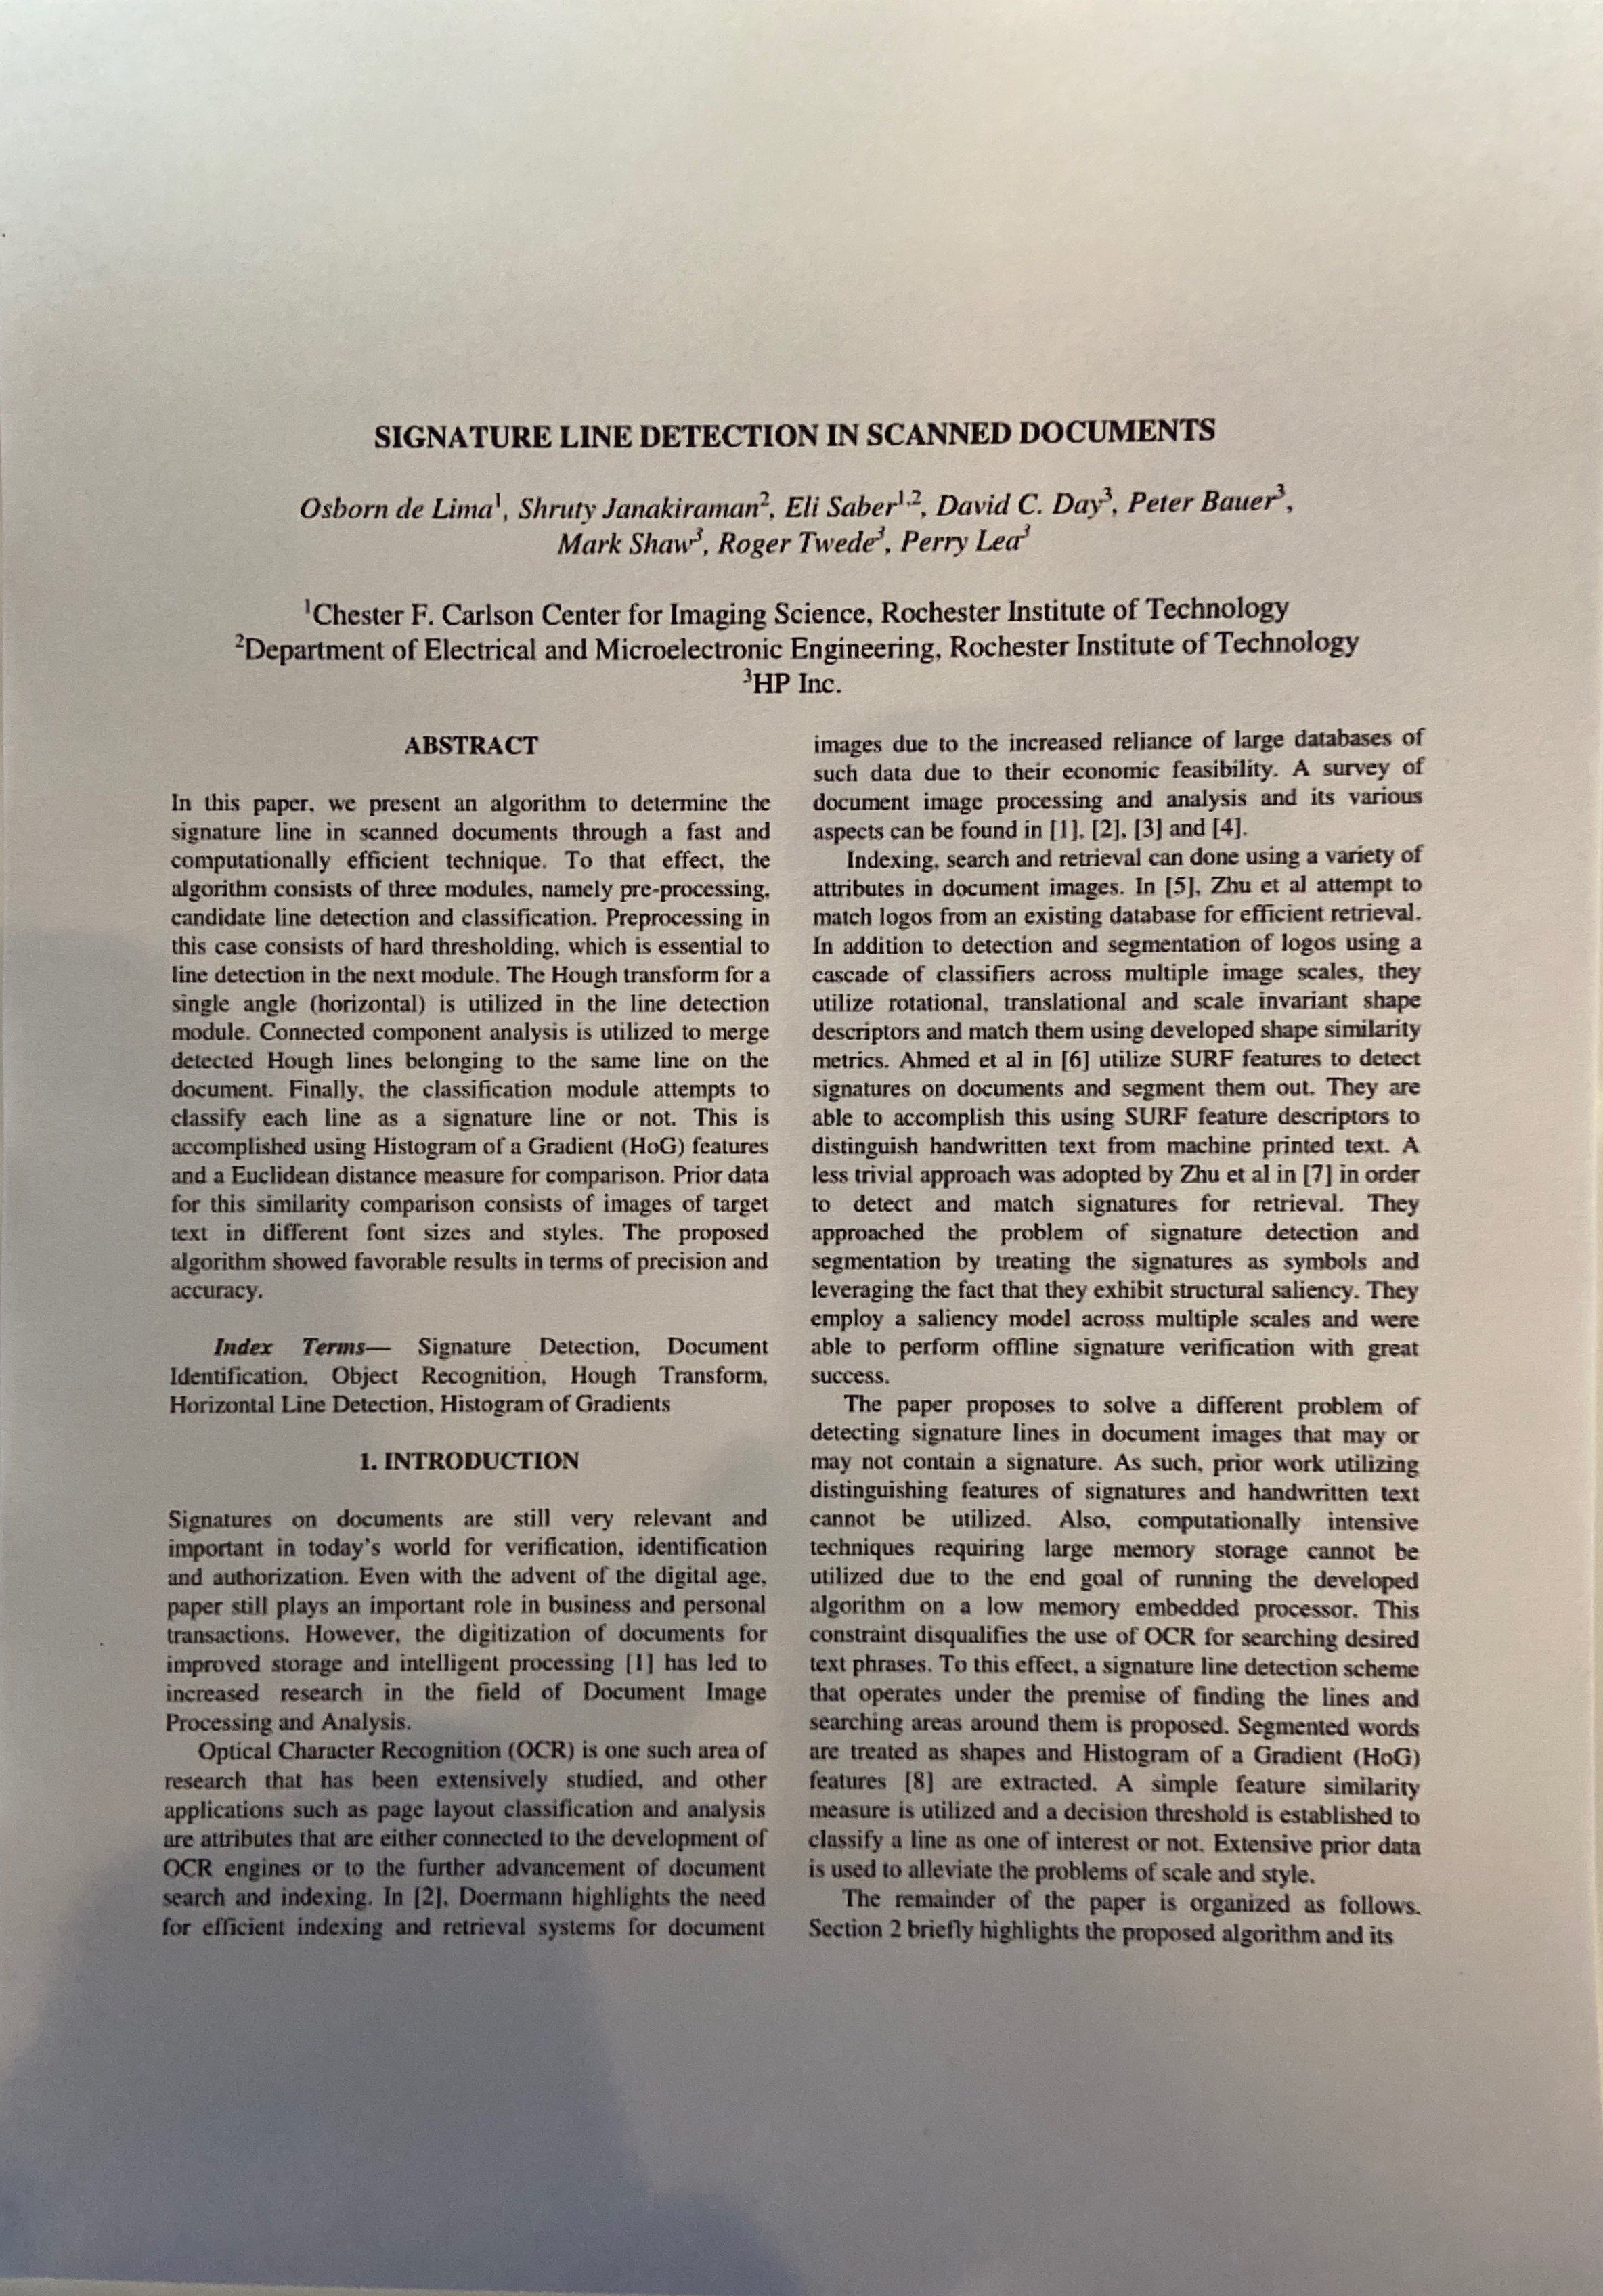 SIGNATURE LINE DETECTION IN SCANNED DOCUMENTS
Osborn de Lima¹, Shruty Janakiraman², Eli Saber¹,², David C. Day³, Peter Bauer³,
Mark Shaw³, Roger Twede³, Perry Lea³
¹Chester F. Carlson Center for Imaging Science, Rochester Institute of Technology
²Department of Electrical and Microelectronic Engineering, Rochester Institute of Technology
³HP Inc.
ABSTRACT
In this paper, we present an algorithm to determine the
signature line in scanned documents through a fast and
computationally efficient technique. To that effect, the
algorithm consists of three modules, namely pre-processing,
candidate line detection and classification. Preprocessing in
this case consists of hard thresholding, which is essential to
line detection in the next module. The Hough transform for a
single angle (horizontal) is utilized in the line detection
module. Connected component analysis is utilized to merge
detected Hough lines belonging to the same line on the
document. Finally, the classification module attempts to
classify each line as a signature line or not. This is
accomplished using Histogram of a Gradient (HoG) features
and a Euclidean distance measure for comparison. Prior data
for this similarity comparison consists of images of target
text in different font sizes and styles. The proposed
algorithm showed favorable results in terms of precision and
accuracy.
Index Terms— Signature Detection, Document
Identification, Object Recognition, Hough Transform,
Horizontal Line Detection, Histogram of Gradients
1. INTRODUCTION
Signatures on documents are still very relevant and
important in today's world for verification, identification
and authorization. Even with the advent of the digital age,
paper still plays an important role in business and personal
transactions. However, the digitization of documents for
improved storage and intelligent processing [1] has led to
increased research in the field of Document Image
Processing and Analysis.
Optical Character Recognition (OCR) is one such area of
research that has been extensively studied, and other
applications such as page layout classification and analysis
are attributes that are either connected to the development of
OCR engines or to the further advancement of document
search and indexing. In [2], Doermann highlights the need
for efficient indexing and retrieval systems for document
images due to the increased reliance of large databases of
such data due to their economic feasibility. A survey of
document image processing and analysis and its various
aspects can be found in [1], [2], [3] and [4].
Indexing, search and retrieval can done using a variety of
attributes in document images. In [5], Zhu et al attempt to
match logos from an existing database for efficient retrieval.
In addition to detection and segmentation of logos using a
cascade of classifiers across multiple image scales, they
utilize rotational, translational and scale invariant shape
descriptors and match them using developed shape similarity
metrics. Ahmed et al in [6] utilize SURF features to detect
signatures on documents and segment them out. They are
able to accomplish this using SURF feature descriptors to
distinguish handwritten text from machine printed text. A
less trivial approach was adopted by Zhu et al in [7] in order
to detect and match signatures for retrieval. They
approached the problem of signature detection and
segmentation by treating the signatures as symbols and
leveraging the fact that they exhibit structural saliency. They
employ a saliency model across multiple scales and were
able to perform offline signature verification with great
success.
The paper proposes to solve a different problem of
detecting signature lines in document images that may or
may not contain a signature. As such, prior work utilizing
distinguishing features of signatures and handwritten text
cannot be utilized. Also, computationally intensive
techniques requiring large memory storage cannot be
utilized due to the end goal of running the developed
algorithm on a low memory embedded processor. This
constraint disqualifies the use of OCR for searching desired
text phrases. To this effect, a signature line detection scheme
that operates under the premise of finding the lines and
searching areas around them is proposed. Segmented words
are treated as shapes and Histogram of a Gradient (HoG)
features [8] are extracted. A simple feature similarity
measure is utilized and a decision threshold is established to
classify a line as one of interest or not. Extensive prior data
is used to alleviate the problems of scale and style.
The remainder of the paper is organized as follows.
Section 2 briefly highlights the proposed algorithm and its